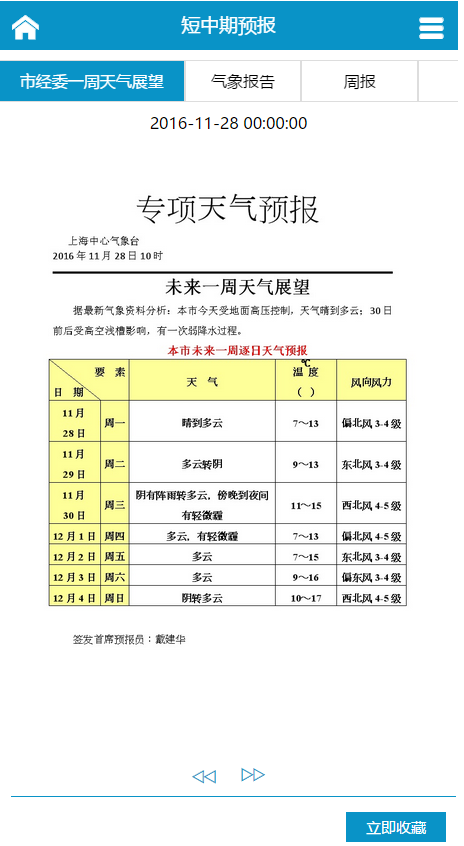 短中期预报
市经委一周天气展望 气象报告 周报
2016-11-28 00:00:00
专项天气预报
上海中心气象台
2016 年 11 月 28 日 10 时
未来一周天气展望
据最新气象资料分析：本市今天受地面高压控制，天气晴到多云；30 日
前后受高空浅槽影响，有一次弱降水过程。
本市未来一周逐日天气预报
要 素
日 期
天 气
℃
温 度
（ ）
风向风力
11 月
28 日
周一 晴到多云 7～13 偏北风 3-4 级
11 月
29 日
周二 多云转阴 9～13 东北风 3-4 级
11 月
30 日
周三
阴有阵雨转多云，傍晚到夜间
有轻微霾
11～15 西北风 4-5 级
12 月 1 日 周四 多云，有轻微霾 7～13 偏北风 4-5 级
12 月 2 日 周五 多云 7～15 东北风 3-4 级
12 月 3 日 周六 多云 9～16 偏东风 3-4 级
12 月 4 日 周日 阴转多云 10～17 西北风 4-5 级
签发首席预报员：戴建华
立即收藏